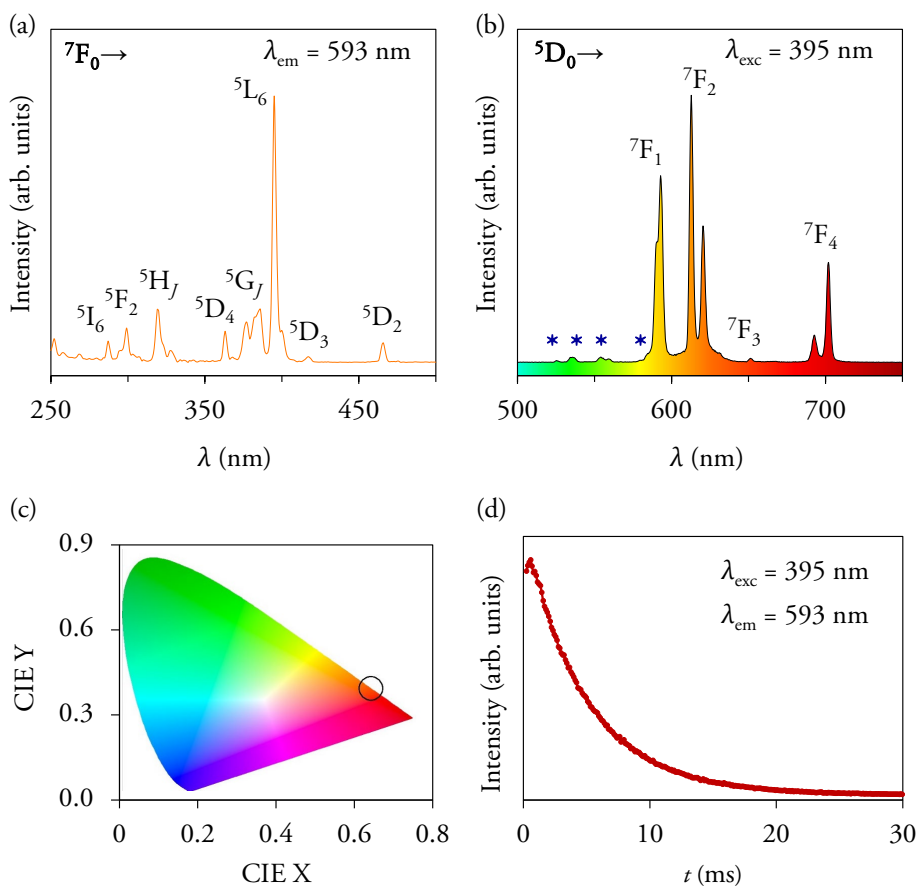 (a)
⁷F₀→
λem = 593 nm
⁵L₆
⁵I₆
⁵F₂
⁵H_J
⁵D₄
⁵G_J
⁵D₃
⁵D₂
Intensity (arb. units)
250
350
450
λ (nm)
(b)
⁵D₀→
λexc = 395 nm
⁷F₁
⁷F₂
⁷F₃
⁷F₄
* * * *
Intensity (arb. units)
500
600
700
λ (nm)
(c)
0.9
0.6
0.3
0.0
CIE Y
0
0.2
0.4
0.6
0.8
CIE X
(d)
λexc = 395 nm
λem = 593 nm
Intensity (arb. units)
0
10
20
30
t (ms)